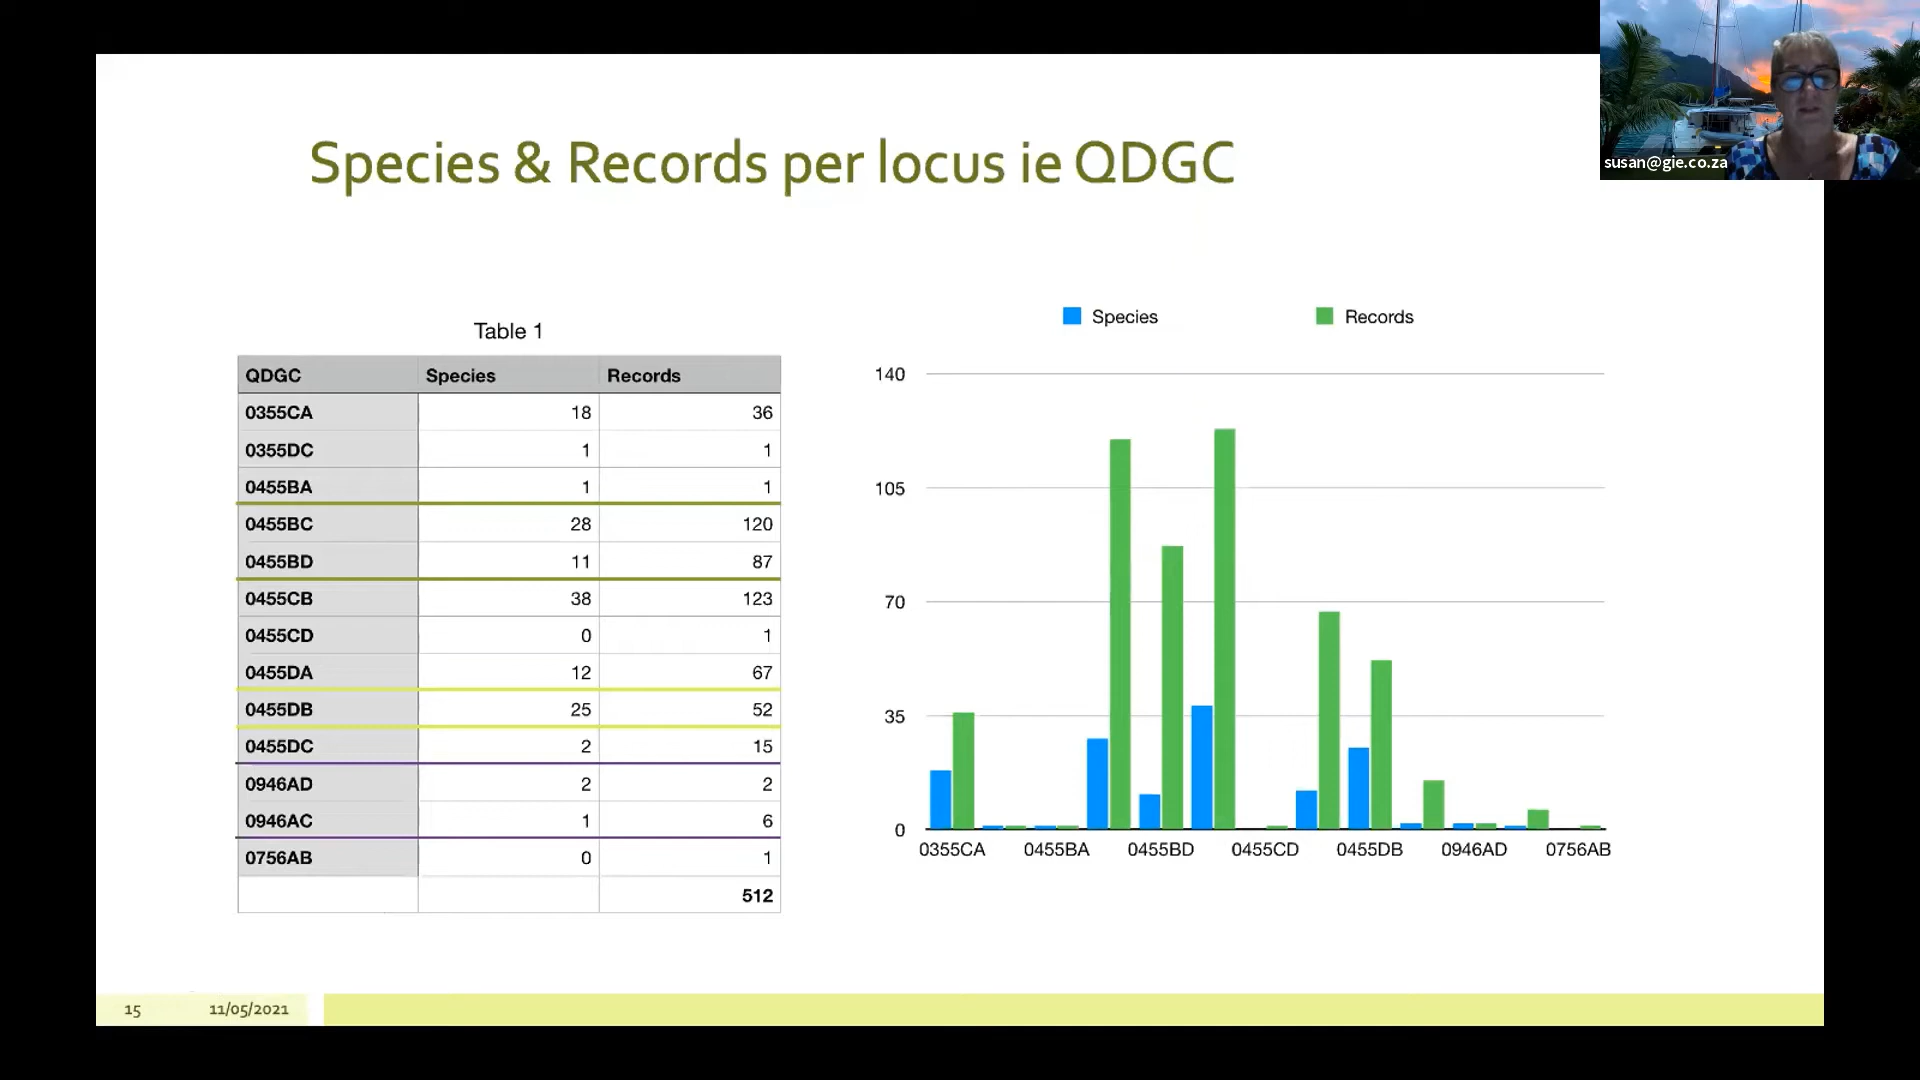 susan@gie.co.za
Species & Records per locus ie QDGC
Table 1
QDGC Species Records
0355CA 18 36
0355DC 1 1
0455BA 1 1
0455BC 28 120
0455BD 11 87
0455CB 38 123
0455CD 0 1
0455DA 12 67
0455DB 25 52
0455DC 2 15
0946AD 2 2
0946AC 1 6
0756AB 0 1
512
Species Records
140
105
70
35
0
0355CA 0455BA 0455BD 0455CD 0455DB 0946AD 0756AB
15 11/05/2021